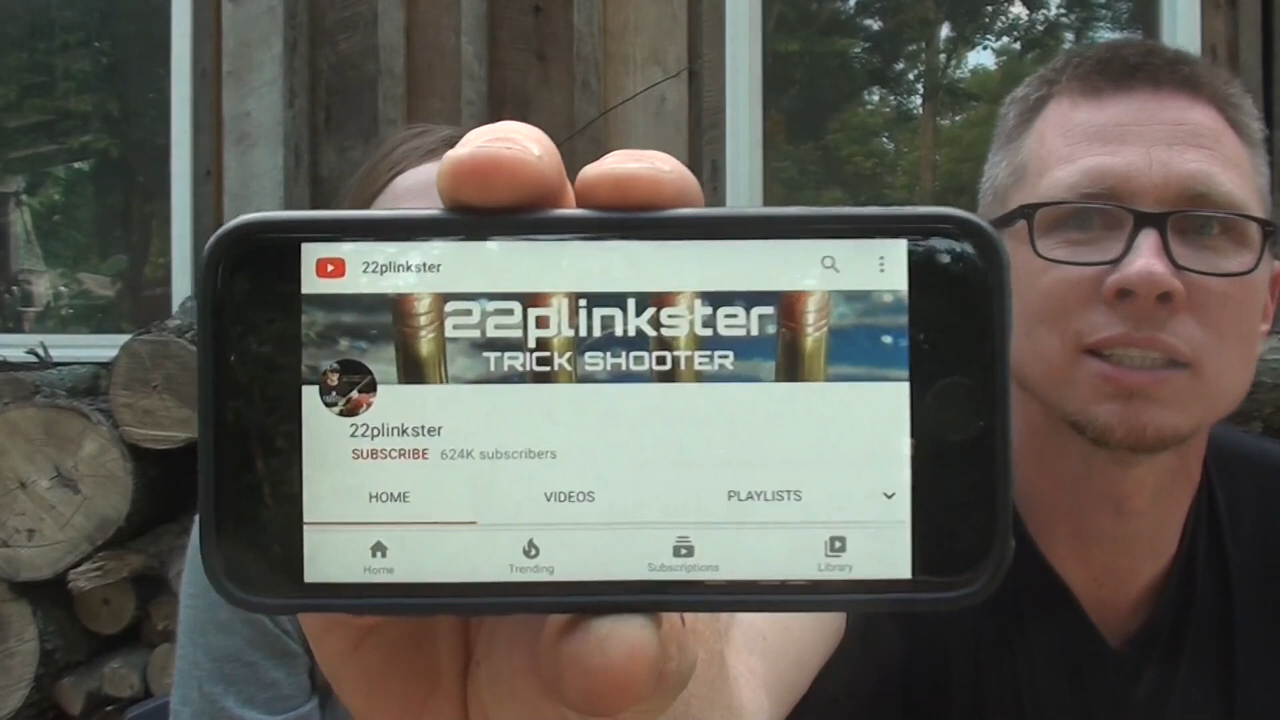 22plinkster
22plinkster
TRICK SHOOTER
22plinkster
SUBSCRIBE 624K subscribers
HOME VIDEOS PLAYLISTS
Home Trending Subscriptions Library